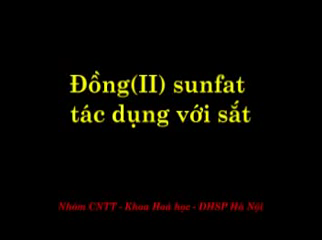 Đồng(II) sunfat
tác dụng với sắt
Nhóm CNTT - Khoa Hoá học - ĐHSP Hà Nội